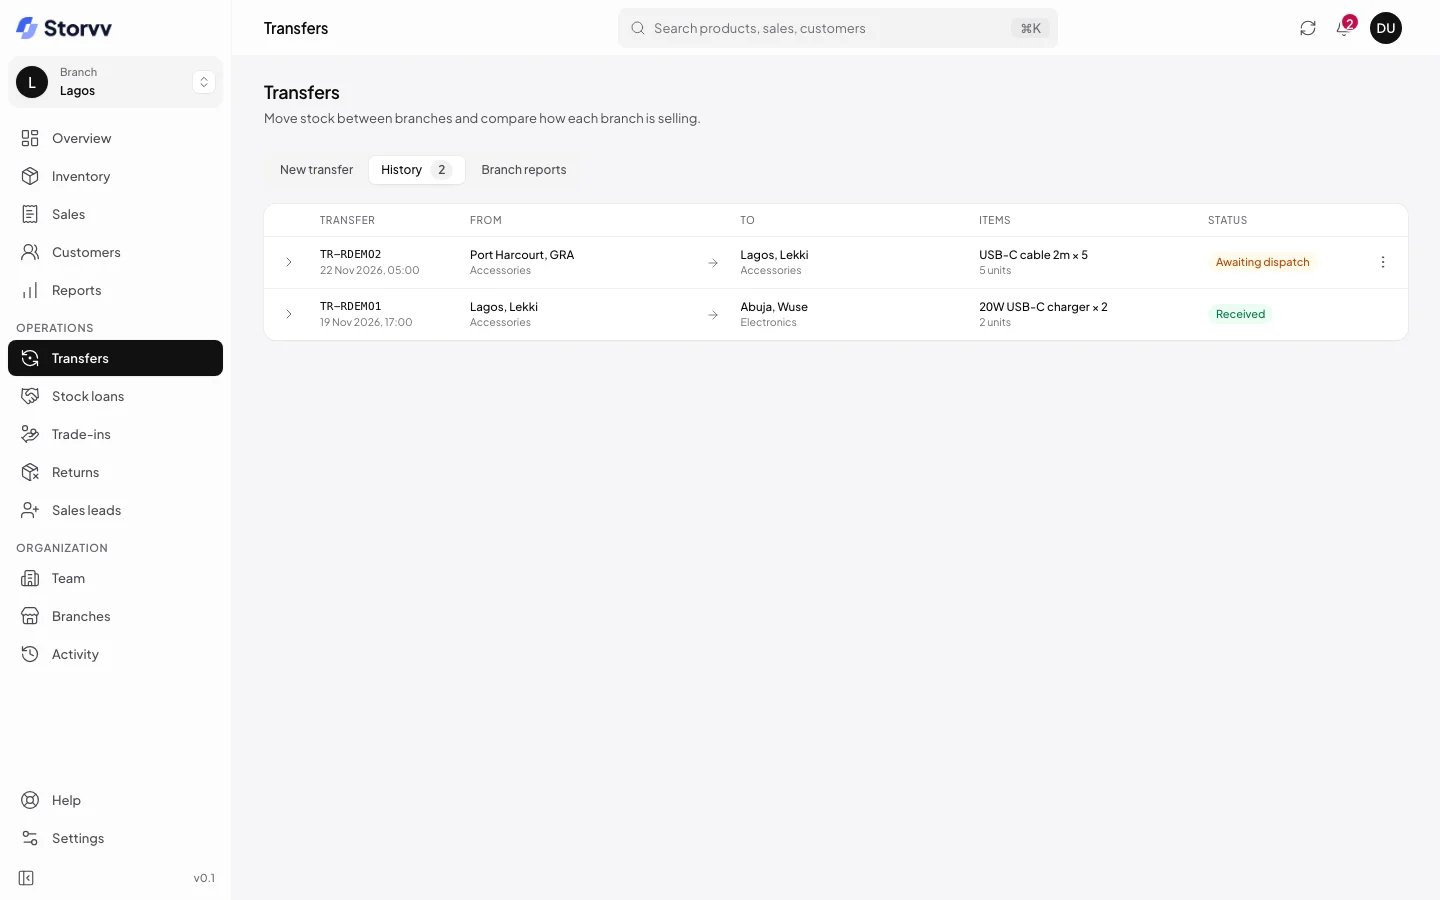 Storvv
Transfers
Search products, sales, customers
⌘K
2
DU
L
Branch
Lagos
Overview
Inventory
Sales
Customers
Reports
OPERATIONS
Transfers
Stock loans
Trade-ins
Returns
Sales leads
ORGANIZATION
Team
Branches
Activity
Help
Settings
v0.1
Transfers
Move stock between branches and compare how each branch is selling.
New transfer
History 2
Branch reports
TRANSFER FROM TO ITEMS STATUS
TR-RDEMO2 Port Harcourt, GRA → Lagos, Lekki USB-C cable 2m × 5 Awaiting dispatch
22 Nov 2026, 05:00 Accessories Accessories 5 units
TR-RDEMO1 Lagos, Lekki → Abuja, Wuse 20W USB-C charger × 2 Received
19 Nov 2026, 17:00 Accessories Electronics 2 units